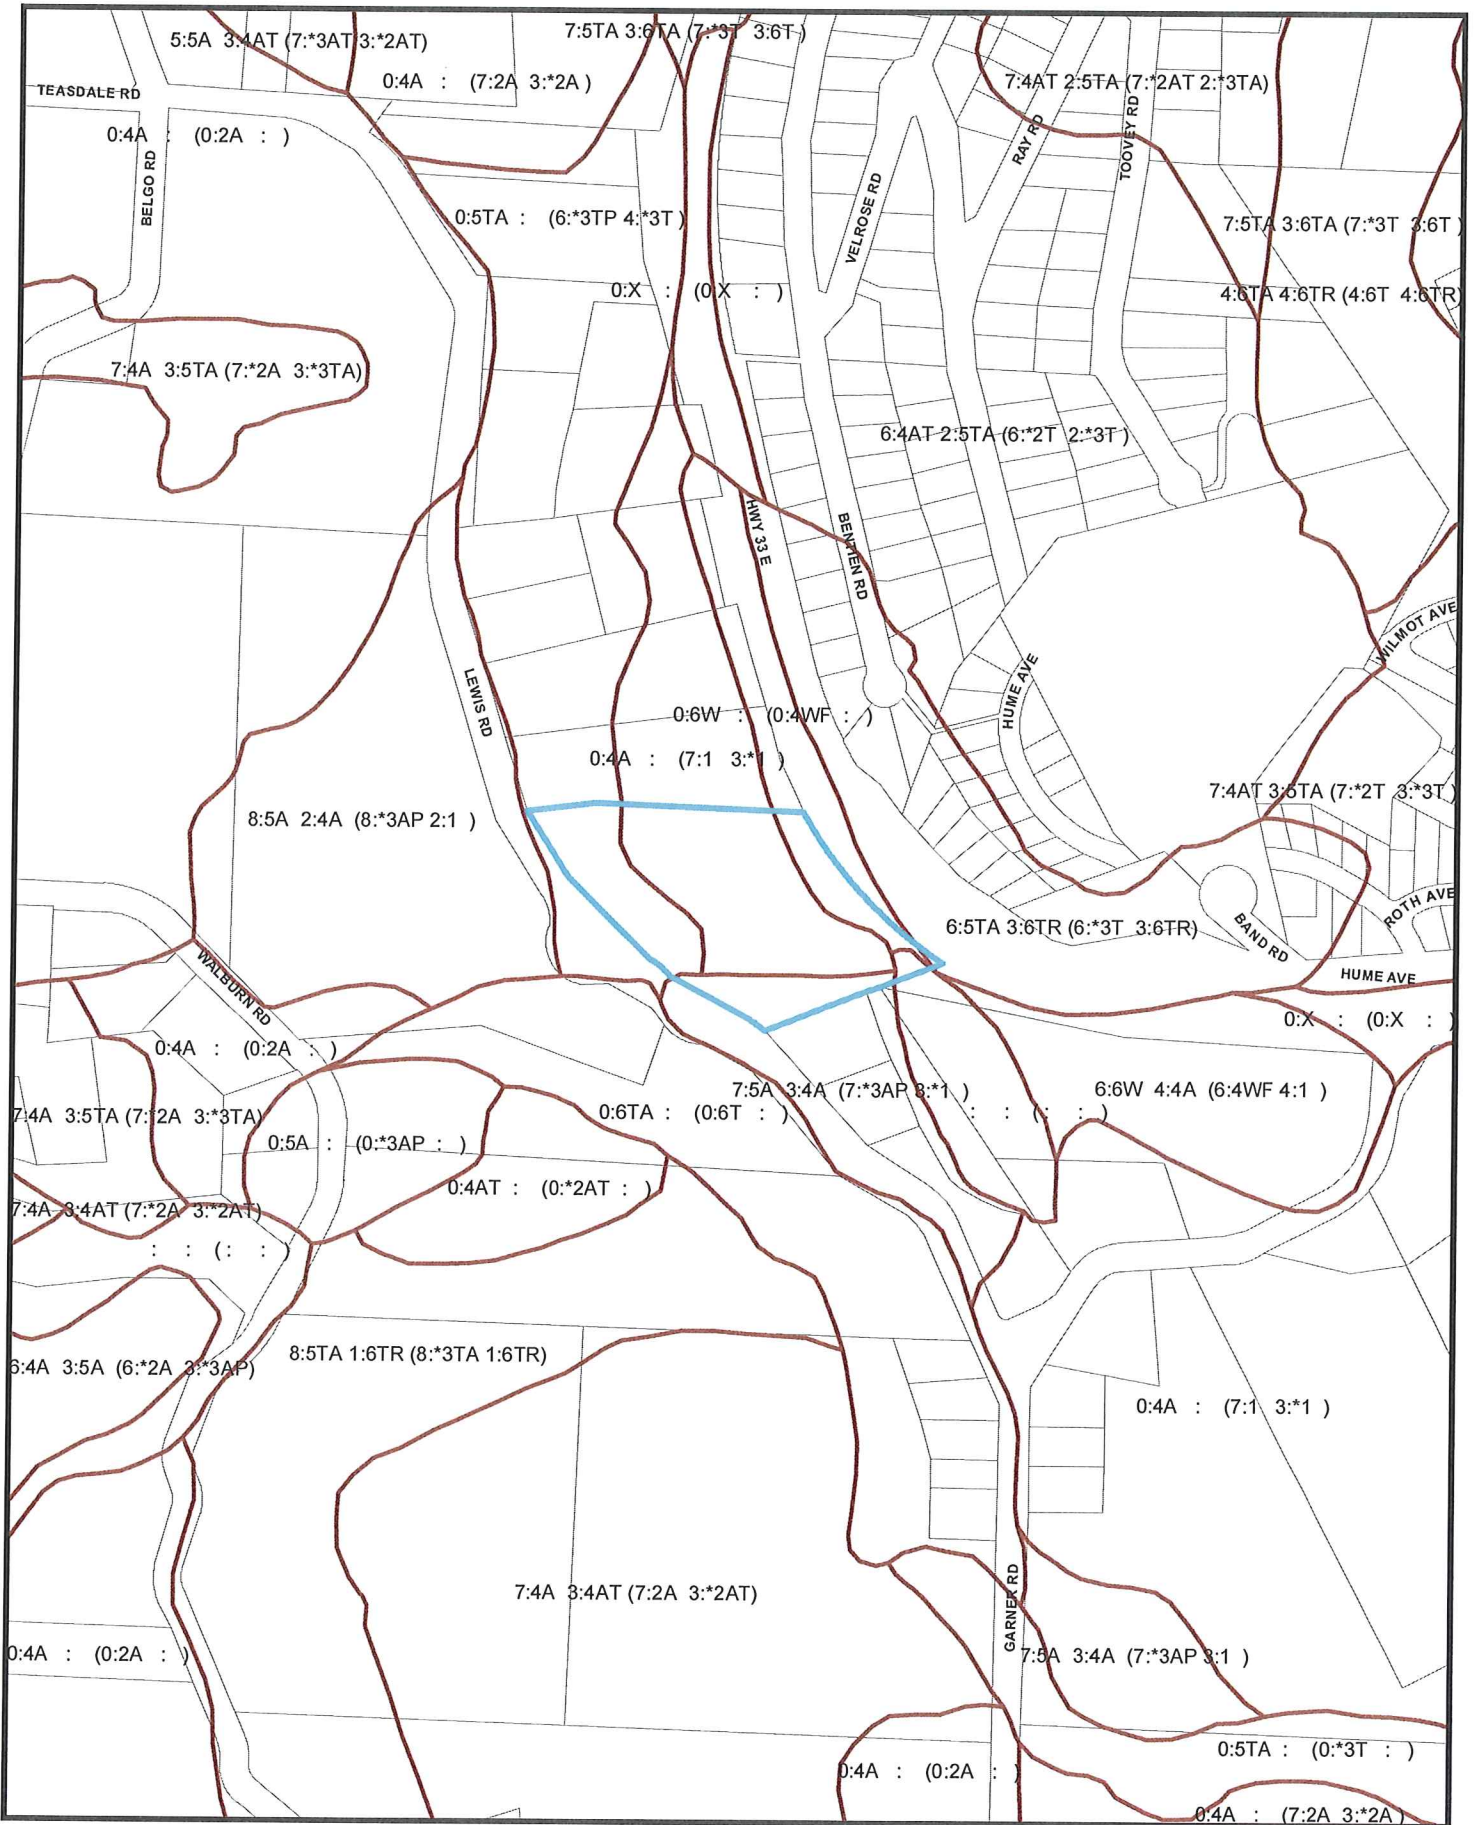 5:5A 3:4AT (7:*3AT 3:*2AT)
7:5TA 3:6TA (7:*3T 3:6T)
0:4A : (7:2A 3:*2A )
7:4AT 2:5TA (7:*2AT 2:*3TA)
TEASDALE RD
0:4A : (0:2A : )
BELGO RD
RAY RD
TOOVEY RD
VELROSE RD
0:5TA : (6:*3TP 4:*3T )
7:5TA 3:6TA (7:*3T 3:6T )
0:X : (0:X : )
4:6TA 4:6TR (4:6T 4:6TR)
7:4A 3:5TA (7:*2A 3:*3TA)
6:4AT 2:5TA (6:*2T 2:*3T )
HWY 33 E
BENTIEN RD
WILMOT AVE
LEWIS RD
HUME AVE
0:6W : (0:4WF : )
0:4A : (7:1 3:*1 )
7:4AT 3:5TA (7:*2T 3:*3T )
8:5A 2:4A (8:*3AP 2:1 )
ROTH AVE
6:5TA 3:6TR (6:*3T 3:6TR)
BAND RD
WALBURN RD
HUME AVE
0:X : (0:X : )
0:4A : (0:2A : )
7:5A 3:4A (7:*3AP 3:*1 )
6:6W 4:4A (6:4WF 4:1 )
7:4A 3:5TA (7:*2A 3:*3TA)
0:6TA : (0:6T : )
: : (: : )
0:5A : (0:*3AP : )
0:4AT : (0:*2AT : )
7:4A 3:4AT (7:*2A 3:*2AT)
: : (: : )
6:4A 3:5A (6:*2A 3:*3AP)
8:5TA 1:6TR (8:*3TA 1:6TR)
0:4A : (7:1 3:*1 )
7:4A 3:4AT (7:2A 3:*2AT)
GARNER RD
0:4A : (0:2A : )
7:5A 3:4A (7:*3AP 3:1 )
0:5TA : (0:*3T : )
0:4A : (0:2A : )
0:4A : (7:2A 3:*2A )